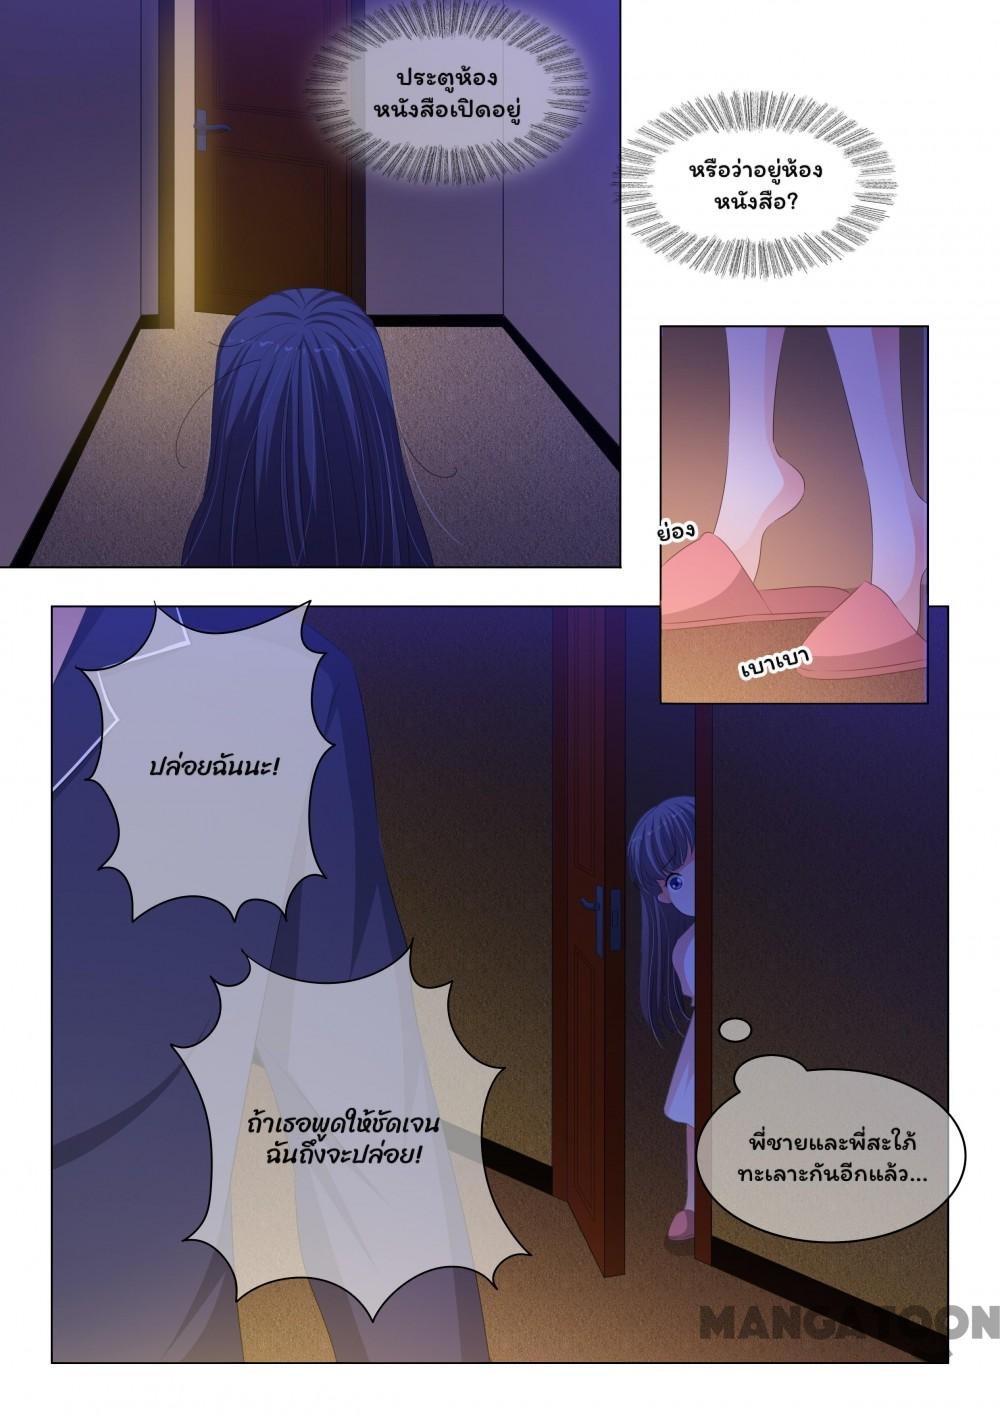 ประตูห้อง
หนังสือเปิดอยู่
หรือว่าอยู่ห้อง
หนังสือ?
ย่อง
เบาเบา
ปล่อยฉันนะ!
ถ้าเธอพูดให้ชัดเจน
ฉันถึงจะปล่อย!
พี่ชายและพี่สะใภ้
ทะเลาะกันอีกแล้ว...
MANGATOON